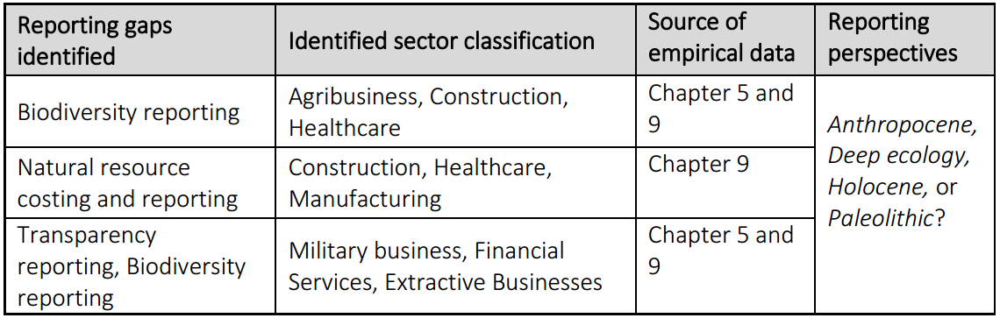 Reporting gaps
identified
Identified sector classification
Source of
empirical data
Reporting
perspectives
Biodiversity reporting
Agribusiness, Construction,
Healthcare
Chapter 5 and
9
Anthropocene,
Deep ecology,
Holocene, or
Paleolithic?
Natural resource
costing and reporting
Construction, Healthcare,
Manufacturing
Chapter 9
Transparency
reporting, Biodiversity
reporting
Military business, Financial
Services, Extractive Businesses
Chapter 5 and
9